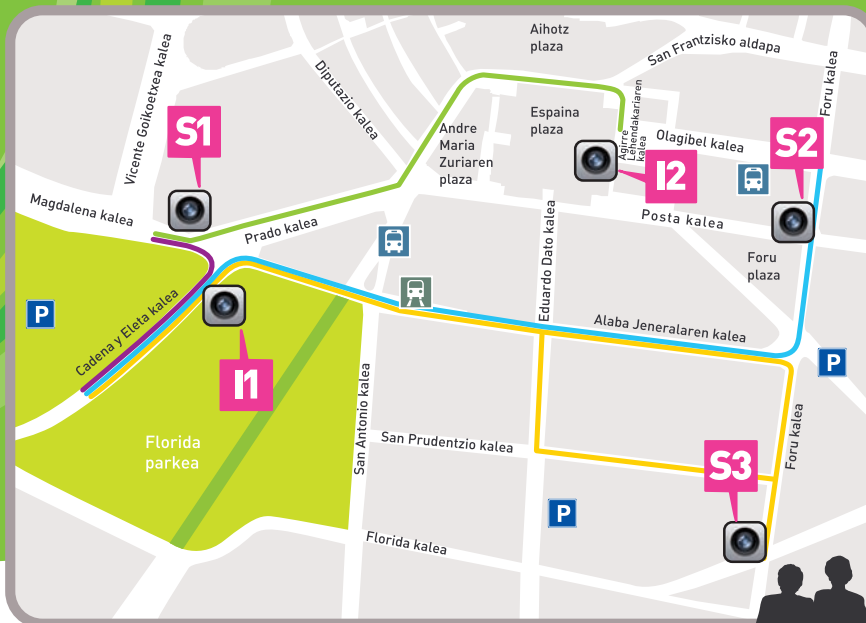 Aihotz
plaza
San Frantzisko aldapa
Foru kalea
Vicente Goikoetxea kalea
Diputazio kalea
Espaina
plaza
Agirre
Lehendakariaren
kalea
Olagibel kalea
S1
S2
Andre
Maria
Zuriaren
plaza
I2
Magdalena kalea
Prado kalea
Posta kalea
Eduardo Dato kalea
Foru
plaza
P
Cadena y Eleta kalea
Alaba Jeneralaren kalea
P
I1
San Antonio kalea
Foru kalea
Florida
parkea
San Prudentzio kalea
S3
P
Florida kalea